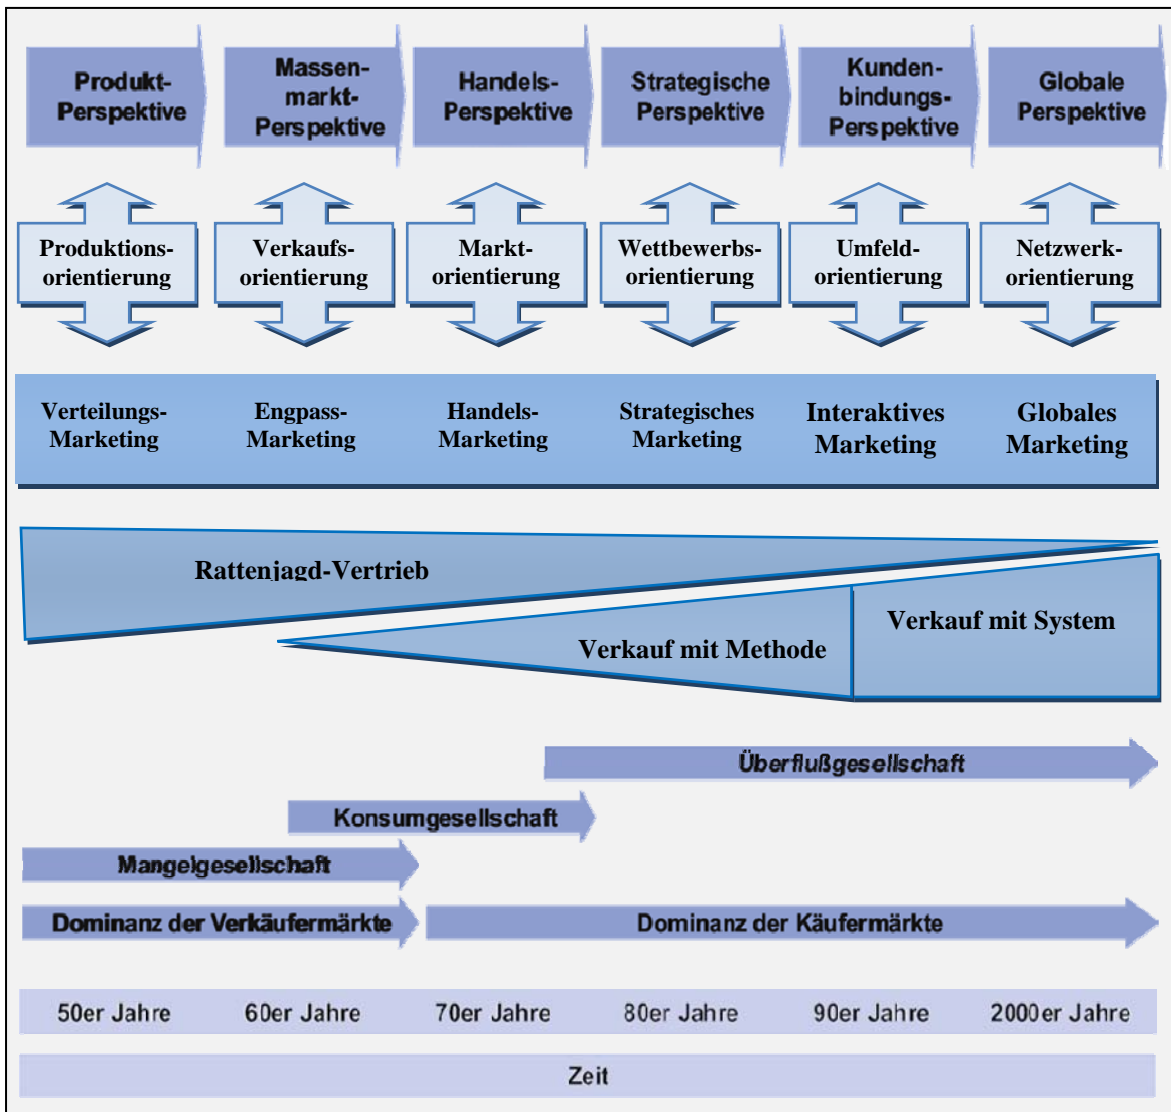 Produkt-
Perspektive
Massen-
markt-
Perspektive
Handels-
Perspektive
Strategische
Perspektive
Kunden-
bindungs-
Perspektive
Globale
Perspektive
Produktions-
orientierung
Verkaufs-
orientierung
Markt-
orientierung
Wettbewerbs-
orientierung
Umfeld-
orientierung
Netzwerk-
orientierung
Verteilungs-
Marketing
Engpass-
Marketing
Handels-
Marketing
Strategisches
Marketing
Interaktives
Marketing
Globales
Marketing
Rattenjagd-Vertrieb
Verkauf mit Methode
Verkauf mit System
Überflußgesellschaft
Konsumgesellschaft
Mangelgesellschaft
Dominanz der Verkäufermärkte
Dominanz der Käufermärkte
50er Jahre
60er Jahre
70er Jahre
80er Jahre
90er Jahre
2000er Jahre
Zeit